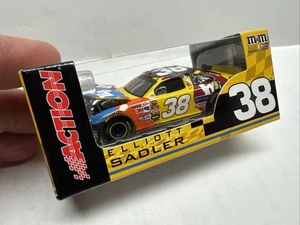 m&m's
ACTION
38
38
ELLIOTT
SADLER